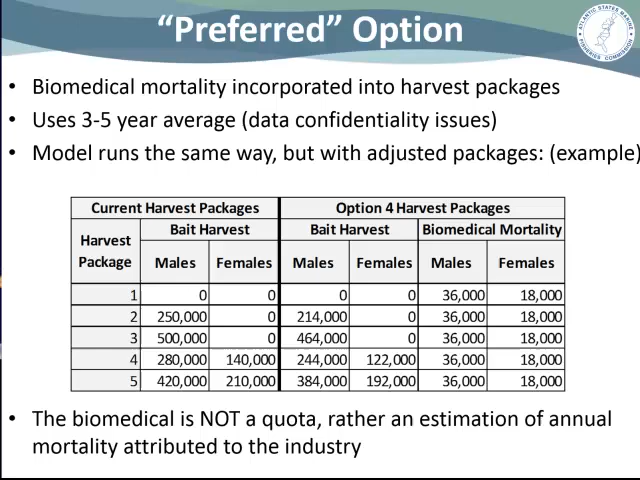 “Preferred” Option
ATLANTIC STATES MARINE
FISHERIES COMMISSION
• Biomedical mortality incorporated into harvest packages
• Uses 3-5 year average (data confidentiality issues)
• Model runs the same way, but with adjusted packages: (example)
Current Harvest Packages Option 4 Harvest Packages
Harvest Package Bait Harvest Bait Harvest Biomedical Mortality
Males Females Males Females Males Females
1 0 0 0 0 36,000 18,000
2 250,000 0 214,000 0 36,000 18,000
3 500,000 0 464,000 0 36,000 18,000
4 280,000 140,000 244,000 122,000 36,000 18,000
5 420,000 210,000 384,000 192,000 36,000 18,000
• The biomedical is NOT a quota, rather an estimation of annual
mortality attributed to the industry